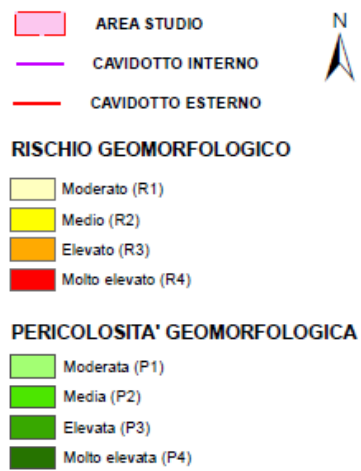 AREA STUDIO
N
CAVIDOTTO INTERNO
CAVIDOTTO ESTERNO
RISCHIO GEOMORFOLOGICO
Moderato (R1)
Medio (R2)
Elevato (R3)
Molto elevato (R4)
PERICOLOSITA' GEOMORFOLOGICA
Moderata (P1)
Media (P2)
Elevata (P3)
Molto elevata (P4)